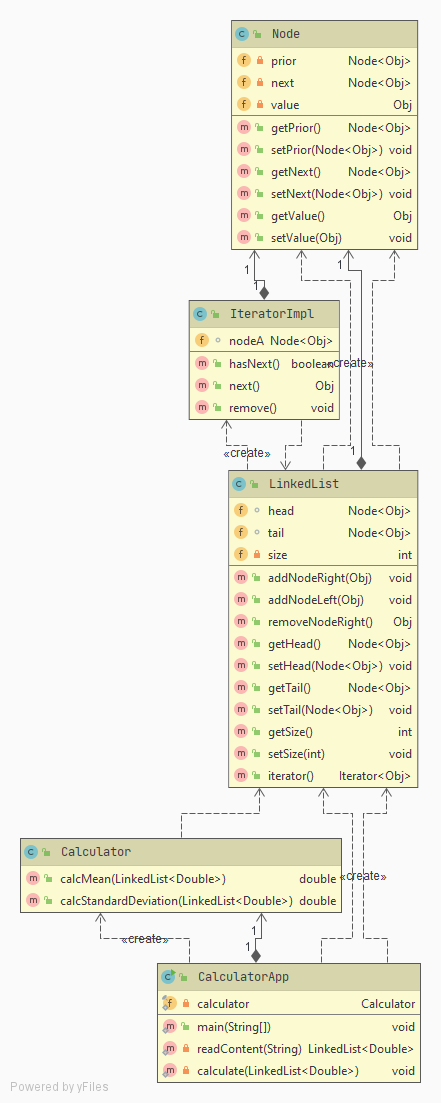 Node
prior Node<Obj>
next Node<Obj>
value Obj
getPrior() Node<Obj>
setPrior(Node<Obj>) void
getNext() Node<Obj>
setNext(Node<Obj>) void
getValue() Obj
setValue(Obj) void
1 1
1
IteratorImpl
nodeA Node<Obj>
hasNext() boolean «create»
next() Obj
remove() void
«create» 1
LinkedList
head Node<Obj>
tail Node<Obj>
size int
addNodeRight(Obj) void
addNodeLeft(Obj) void
removeNodeRight() Obj
getHead() Node<Obj>
setHead(Node<Obj>) void
getTail() Node<Obj>
setTail(Node<Obj>) void
getSize() int
setSize(int) void
iterator() Iterator<Obj>
Calculator
calcMean(LinkedList<Double>) double
«create»
calcStandardDeviation(LinkedList<Double>) double
1
«create» 1
CalculatorApp
calculator Calculator
main(String[]) void
readContent(String) LinkedList<Double>
calculate(LinkedList<Double>) void
Powered by yFiles